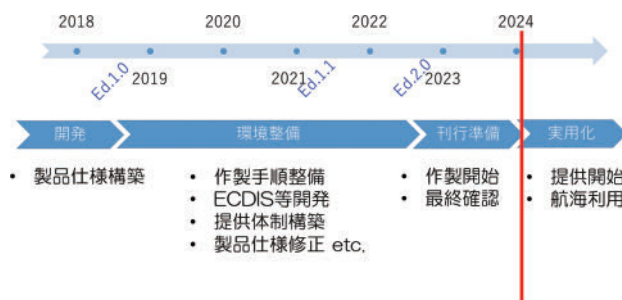 2018 2020 2022 2024
Ed.1.0 2019 2021 Ed.1.1 Ed.2.0 2023
開発 環境整備 刊行準備 実用化
• 製品仕様構築
• 作製手順整備
• ECDIS等開発
• 提供体制構築
• 製品仕様修正 etc.
• 作製開始
• 最終確認
• 提供開始
• 航海利用